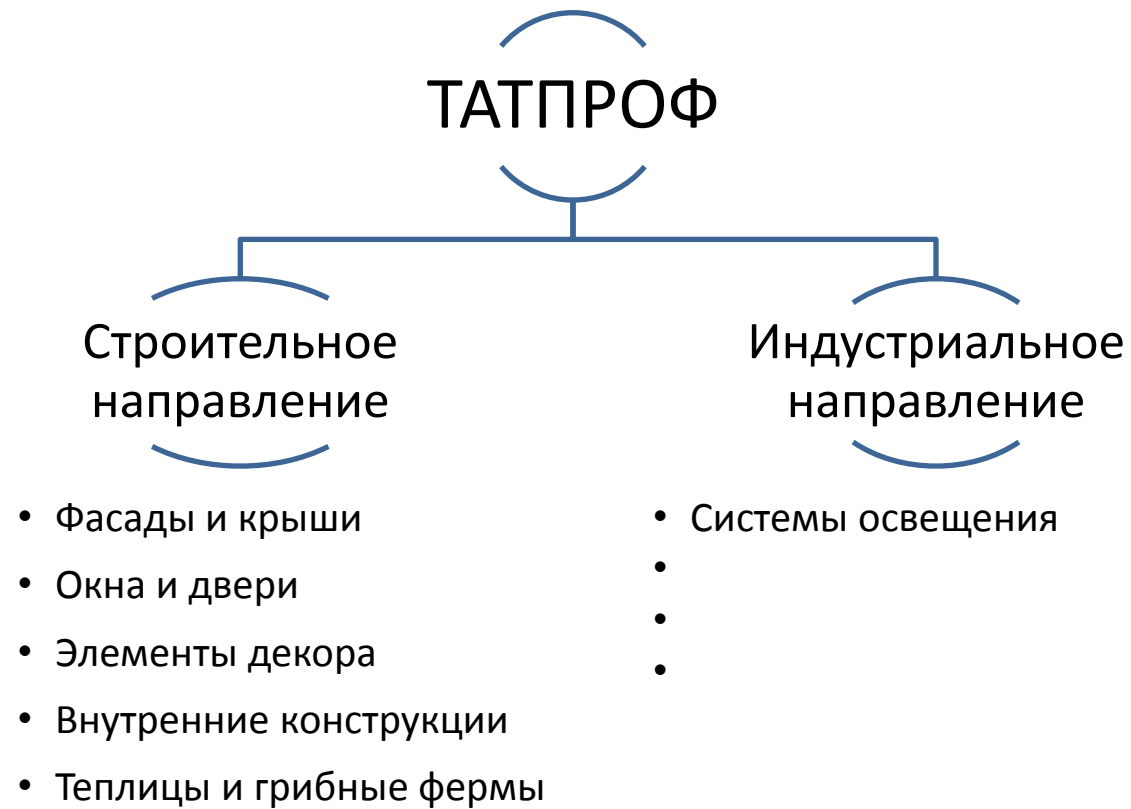 ТАТПРОФ
Строительное
направление
• Фасады и крыши
• Окна и двери
• Элементы декора
• Внутренние конструкции
• Теплицы и грибные фермы
Индустриальное
направление
• Системы освещения
•
•
•